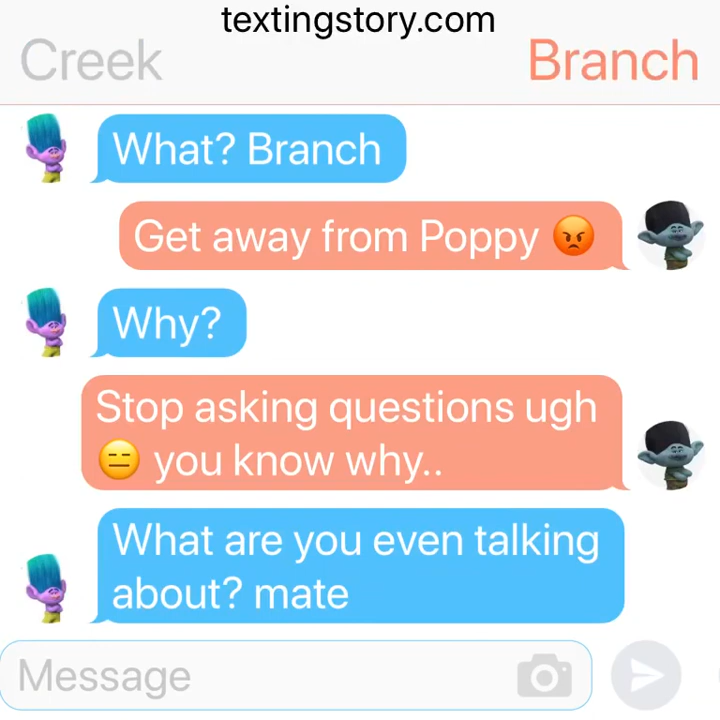 textingstory.com
Creek
Branch
What? Branch
Get away from Poppy 😡
Why?
Stop asking questions ugh
😑 you know why..
What are you even talking
about? mate
Message